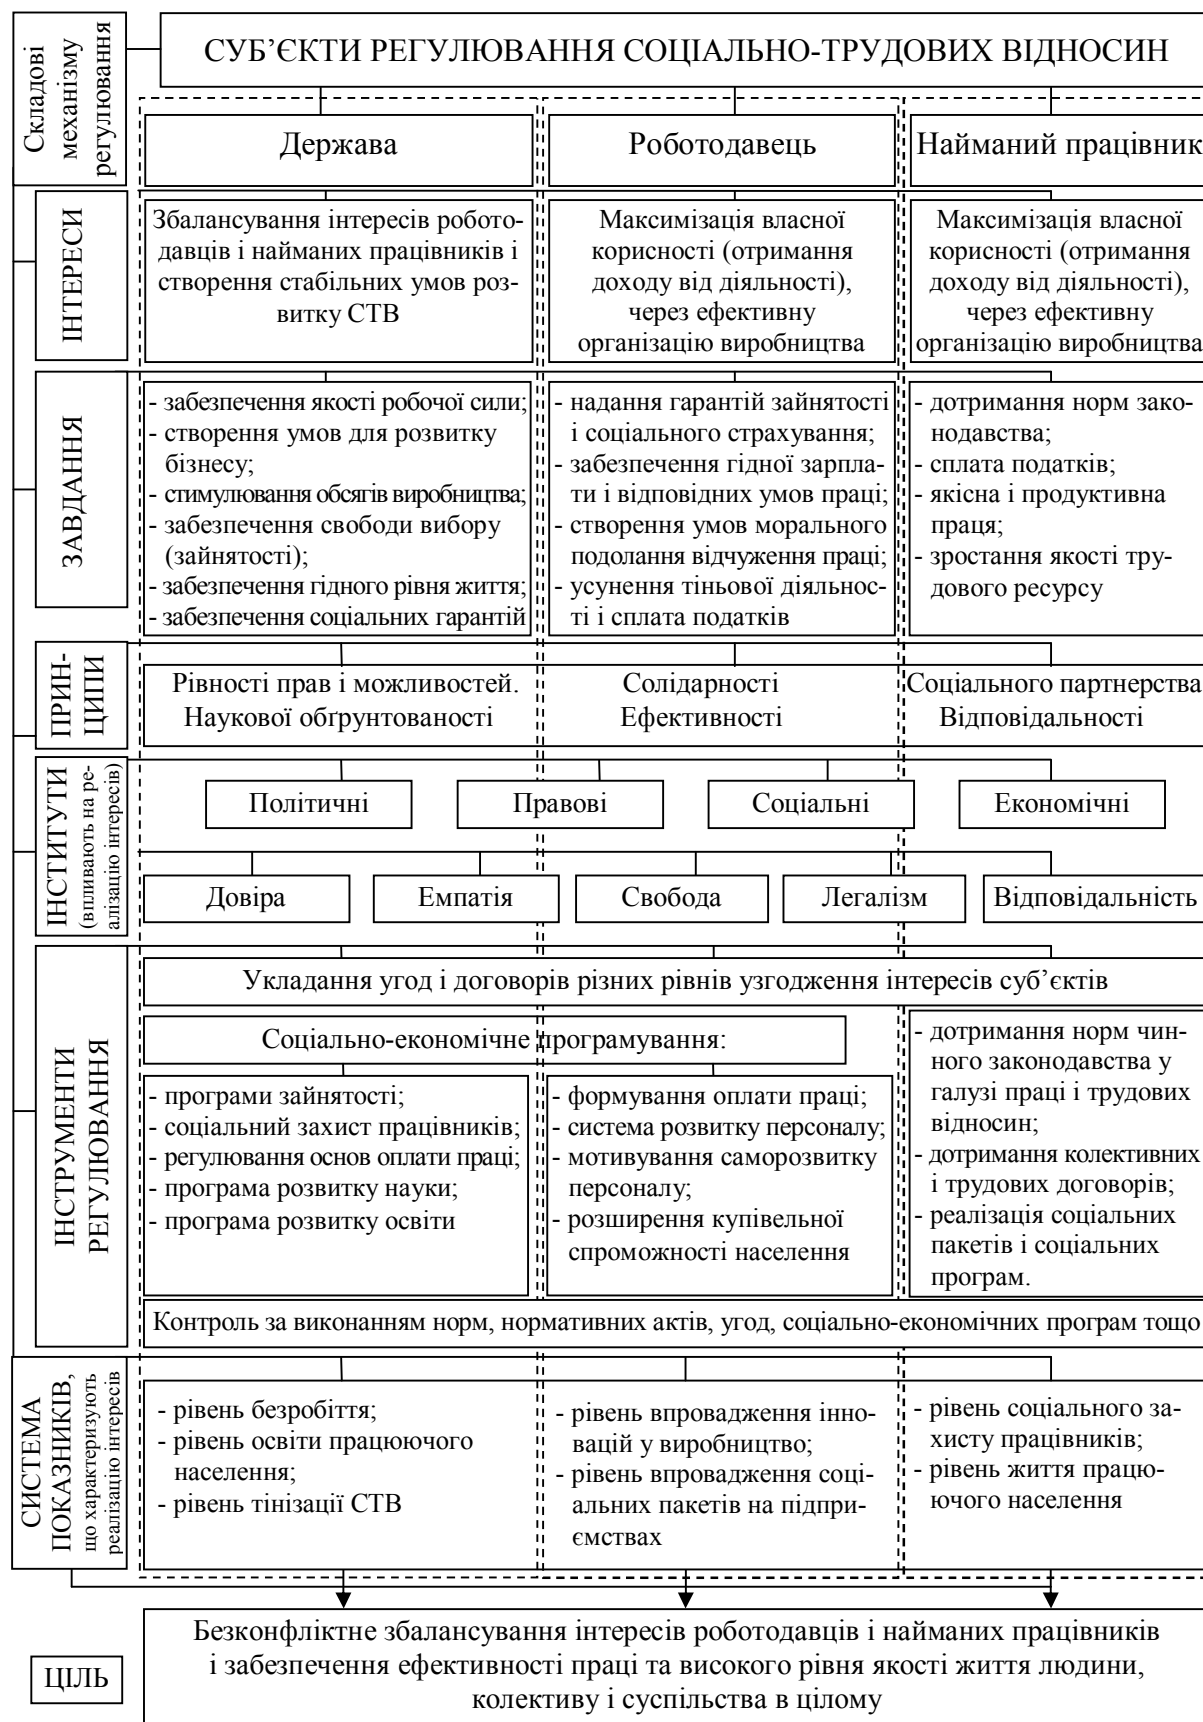 Складові
механізму
регулювання
СУБ’ЄКТИ РЕГУЛЮВАННЯ СОЦІАЛЬНО-ТРУДОВИХ ВІДНОСИН
Держава
Роботодавець
Найманий працівник
ІНТЕРЕСИ
Збалансування інтересів робото-
давців і найманих працівників і
створення стабільних умов роз-
витку СТВ
Максимізація власної
корисності (отримання
доходу від діяльності),
через ефективну
організацію виробництва
Максимізація власної
корисності (отримання
доходу від діяльності),
через ефективну
організацію виробництва
ЗАВДАННЯ
- забезпечення якості робочої сили;
- створення умов для розвитку
бізнесу;
- стимулювання обсягів виробництва;
- забезпечення свободи вибору
(зайнятості);
- забезпечення гідного рівня життя;
- забезпечення соціальних гарантій
- надання гарантій зайнятості
і соціального страхування;
- забезпечення гідної зарпла-
ти і відповідних умов праці;
- створення умов морального
подолання відчуження праці;
- усунення тіньової діяльнос-
ті і сплата податків
- дотримання норм зако-
нодавства;
- сплата податків;
- якісна і продуктивна
праця;
- зростання якості тру-
дового ресурсу
ПРИН-
ЦИПИ
Рівності прав і можливостей.
Наукової обґрунтованості
Солідарності
Ефективності
Соціального партнерства
Відповідальності
ІНСТИТУТИ
(впливають на ре-
алізацію інтересів)
Політичні
Правові
Соціальні
Економічні
Довіра
Емпатія
Свобода
Легалізм
Відповідальність
ІНСТРУМЕНТИ
РЕГУЛЮВАННЯ
Укладання угод і договорів різних рівнів узгодження інтересів суб’єктів
Соціально-економічне програмування:
- програми зайнятості;
- соціальний захист працівників;
- регулювання основ оплати праці;
- програма розвитку науки;
- програма розвитку освіти
- формування оплати праці;
- система розвитку персоналу;
- мотивування саморозвитку
персоналу;
- розширення купівельної
спроможності населення
- дотримання норм чин-
ного законодавства у
галузі праці і трудових
відносин;
- дотримання колективних
і трудових договорів;
- реалізація соціальних
пакетів і соціальних
програм.
Контроль за виконанням норм, нормативних актів, угод, соціально-економічних програм тощо
СИСТЕМА
ПОКАЗНИКІВ,
що характеризують
реалізацію інтересів
- рівень безробіття;
- рівень освіти працюючого
населення;
- рівень тінізації СТВ
- рівень впровадження інно-
вацій у виробництво;
- рівень впровадження соці-
альних пакетів на підпри-
ємствах
- рівень соціального за-
хисту працівників;
- рівень життя працю-
ючого населення
ЦІЛЬ
Безконфліктне збалансування інтересів роботодавців і найманих працівників
і забезпечення ефективності праці та високого рівня якості життя людини,
колективу і суспільства в цілому